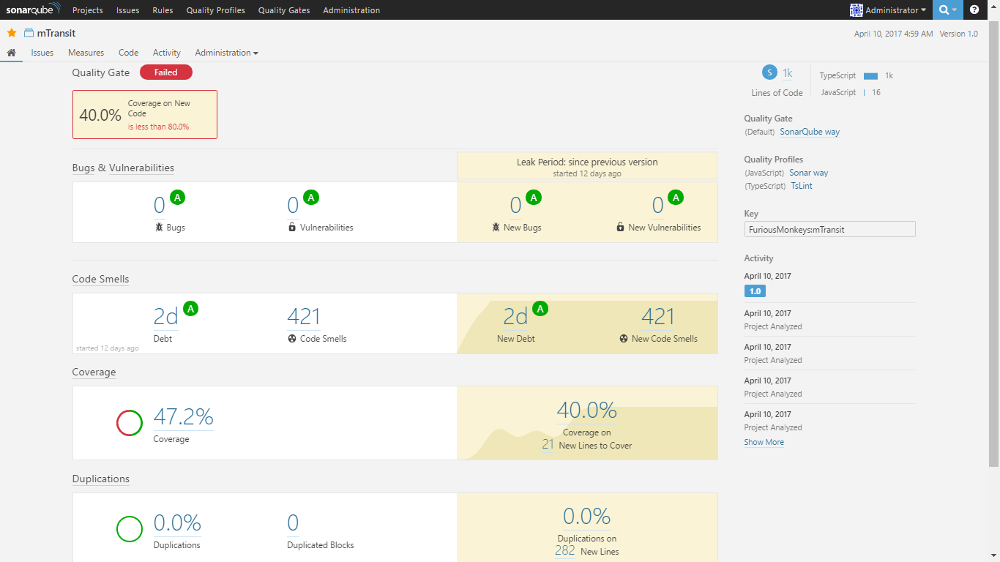 sonarqube Projects Issues Rules Quality Profiles Quality Gates Administration Administrator ?
mTransit
April 10, 2017 4:59 AM Version 1.0
Issues Measures Code Activity Administration
Quality Gate Failed
40.0% Coverage on New
Code
is less than 80.0%
Leak Period: since previous version
started 12 days ago
Bugs & Vulnerabilities
0 A
Bugs
0 A
Vulnerabilities
0 A
New Bugs
0 A
New Vulnerabilities
Code Smells
2d A
Debt
421
Code Smells
started 12 days ago
2d A
New Debt
421
New Code Smells
Coverage
47.2%
Coverage
40.0%
Coverage on
21 New Lines to Cover
Duplications
0.0%
Duplications
0
Duplicated Blocks
0.0%
Duplications on
282 New Lines
S 1k
Lines of Code
TypeScript 1k
JavaScript 16
Quality Gate
(Default) SonarQube way
Quality Profiles
(JavaScript) Sonar way
(TypeScript) TsLint
Key
FuriousMonkeys:mTransit
Activity
April 10, 2017
1.0
April 10, 2017
Project Analyzed
April 10, 2017
Project Analyzed
April 10, 2017
Project Analyzed
April 10, 2017
Project Analyzed
Show More